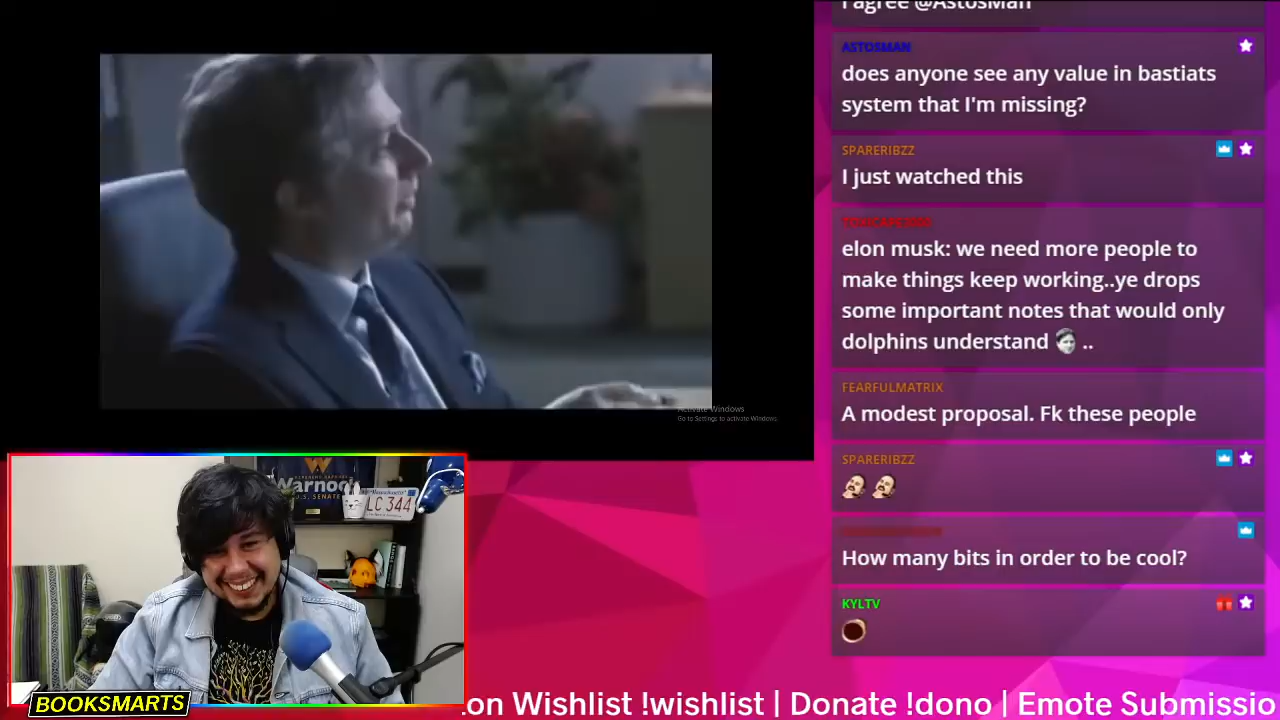 I agree @AstosMan
ASTOSMAN
does anyone see any value in bastiats
system that I'm missing?
SPARERIBZZ
I just watched this
elon musk: we need more people to
make things keep working..ye drops
some important notes that would only
dolphins understand ..
FEARFULMATRIX
A modest proposal. Fk these people
SPARERIBZZ
How many bits in order to be cool?
KYLTV
Activate Windows
Go to Settings to activate Windows.
Warnoc
U.S. SENATE
Massachusetts
LC 344
BOOKSMARTS
on Wishlist !wishlist | Donate !dono | Emote Submissio